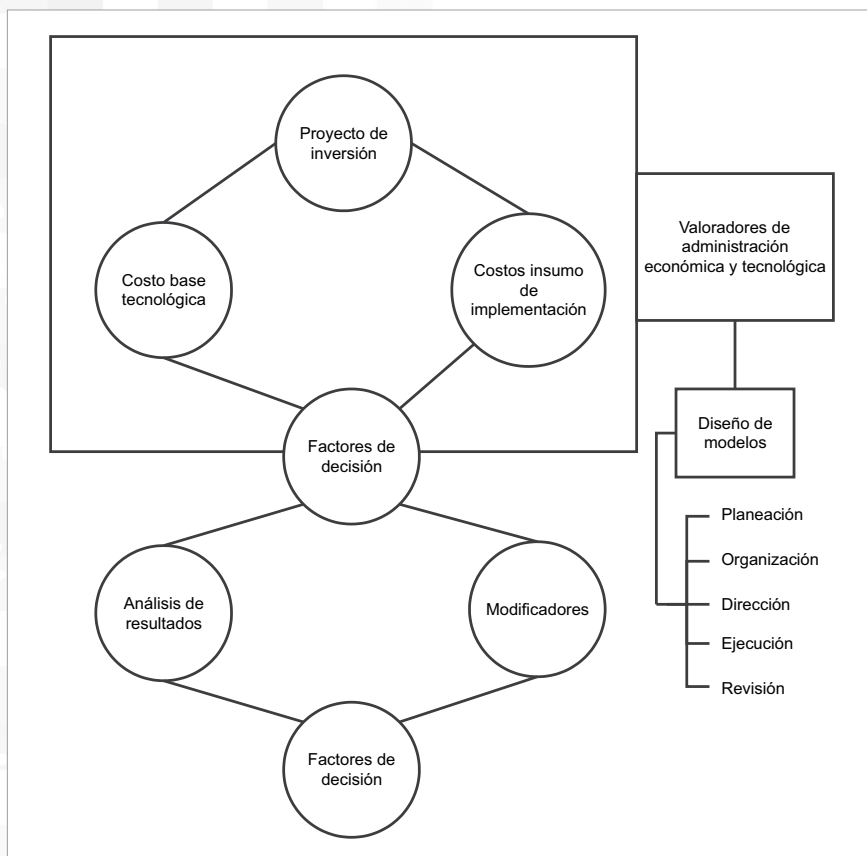 Proyecto de
inversión
Costo base
tecnológica
Costos insumo
de
implementación
Valoradores de
administración
económica y tecnológica
Factores de
decisión
Diseño de
modelos
Planeación
Organización
Dirección
Ejecución
Revisión
Análisis de
resultados
Modificadores
Factores de
decisión